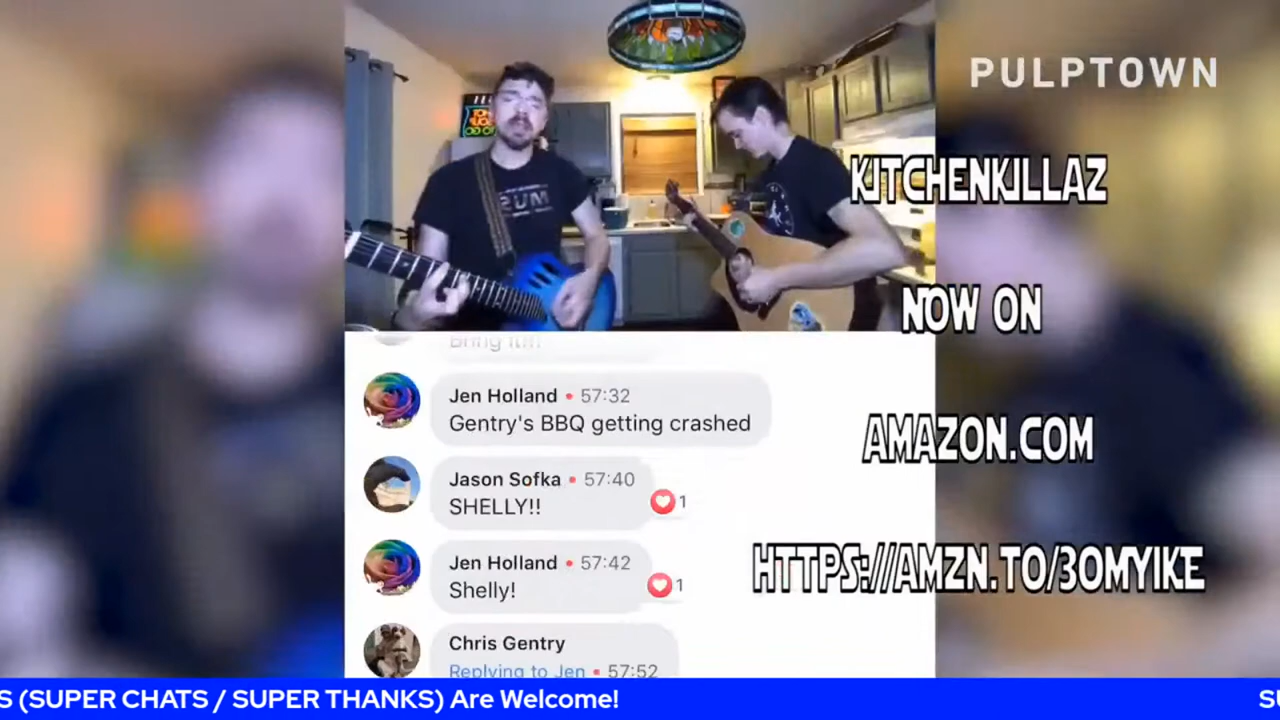 PULPTOWN
KITCHENKILLAZ
NOW ON
AMAZON.COM
HTTPS://AMZN.TO/3OMYIKE
Bring it!!
Jen Holland • 57:32
Gentry's BBQ getting crashed
Jason Sofka • 57:40
SHELLY!!
1
Jen Holland • 57:42
Shelly!
1
Chris Gentry
Replying to Jen • 57:52
S (SUPER CHATS / SUPER THANKS) Are Welcome!